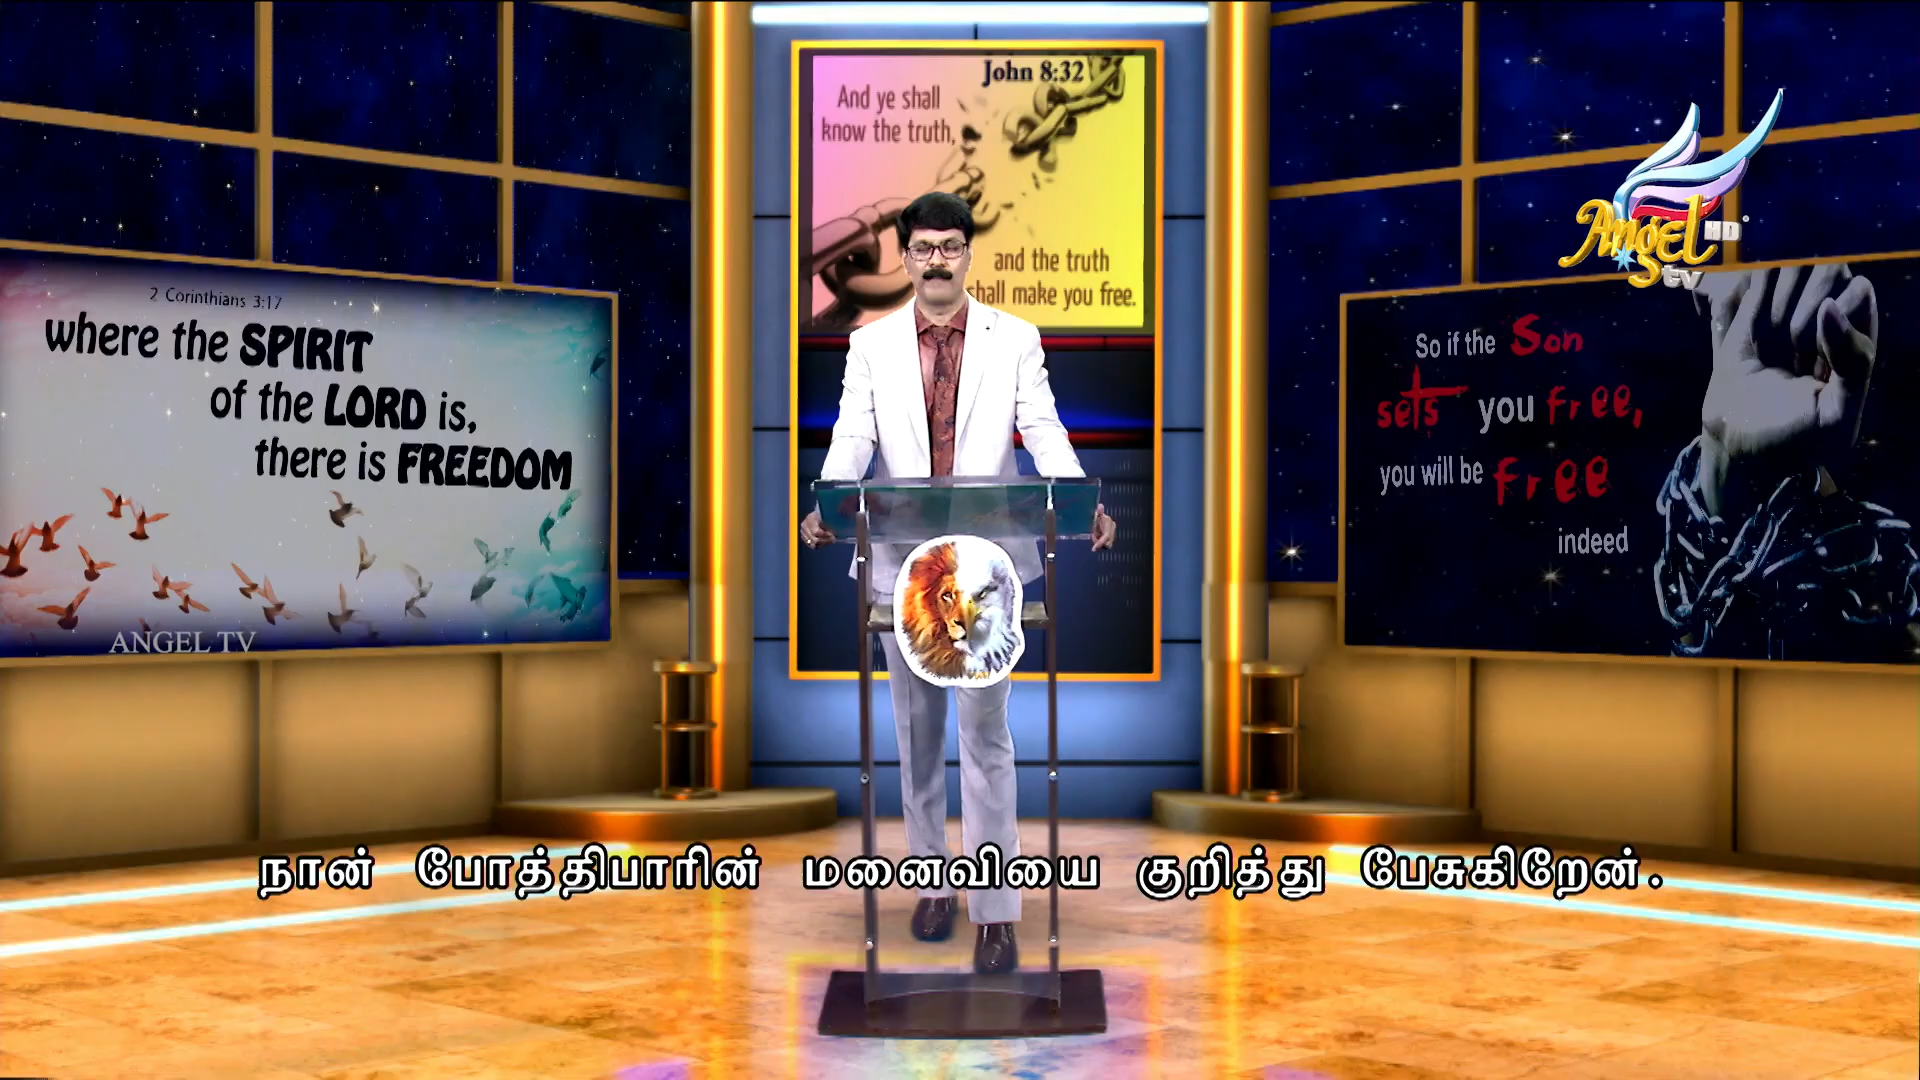 2 Corinthians 3:17
where the SPIRIT
of the LORD is,
there is FREEDOM
ANGEL TV
John 8:32
And ye shall
know the truth,
and the truth
shall make you free.
Angel HD
tv
So if the Son
sets you free,
you will be free
indeed
நான் போத்திபாரின் மனைவியை குறித்து பேசுகிறேன்.